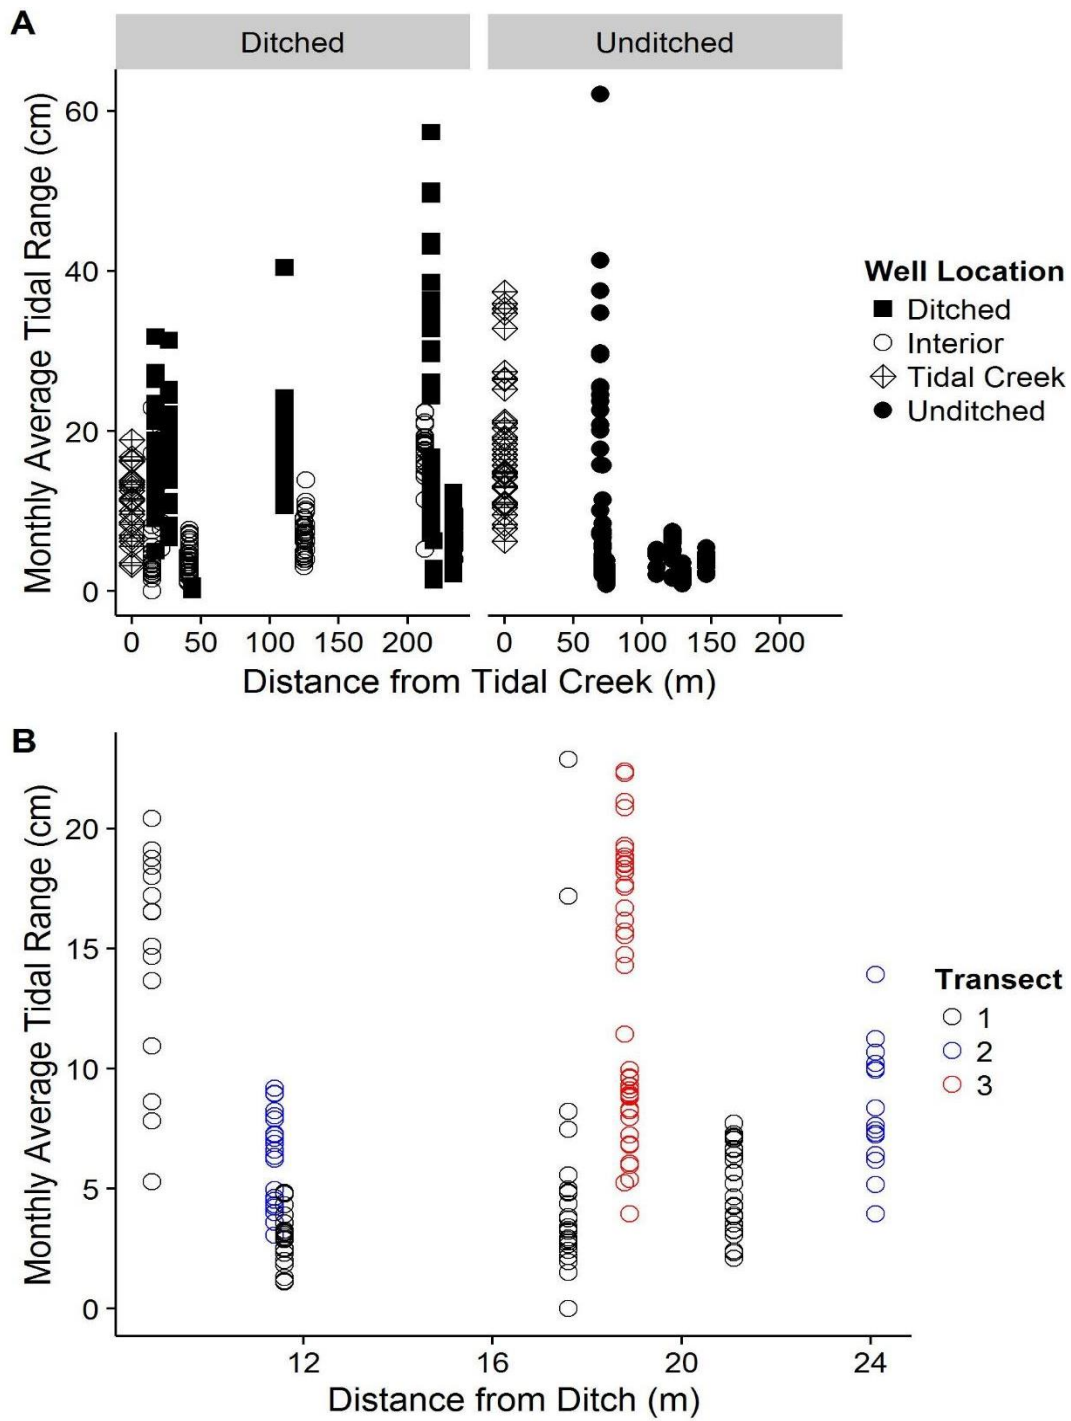 A
Ditched
Unditched
Monthly Average Tidal Range (cm)
60
40
20
0
0 50 100 150 200
0 50 100 150 200
Distance from Tidal Creek (m)
Well Location
Ditched
Interior
Tidal Creek
Unditched
B
Monthly Average Tidal Range (cm)
20
15
10
5
0
12 16 20 24
Distance from Ditch (m)
Transect
1
2
3